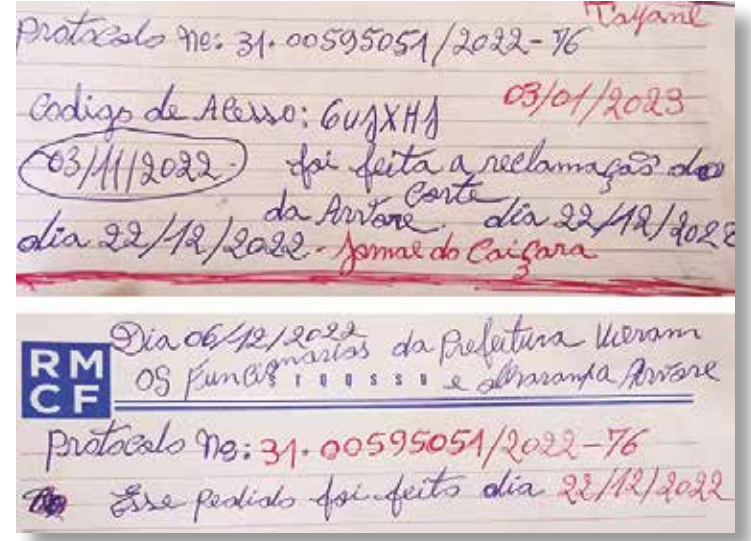 Tayane
Protocolo Nº: 31.00595051/2022-76
Codigo de Acesso: 6UJXHJ
03/01/2023
03/11/2022. foi feita a reclamação do
Corte
da Arvore. dia 22/12/2022
dia 22/12/2022 - Jornal do Caiçara
Dia 06/12/2022
RM
CF
OS Funcionarios da Prefeitura vieram
e a Arvore
Protocolo Nº: 31.00595051/2022-76
Esse pedido foi feito dia 22/12/2022